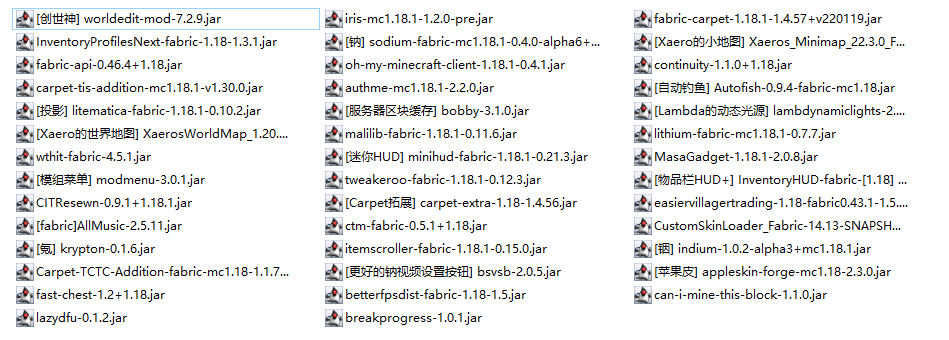 [创世神] worldedit-mod-7.2.9.jar
InventoryProfilesNext-fabric-1.18-1.3.1.jar
fabric-api-0.46.4+1.18.jar
carpet-tis-addition-mc1.18.1-v1.30.0.jar
[投影] litematica-fabric-1.18.1-0.10.2.jar
[Xaero的世界地图] XaerosWorldMap_1.20....
wthit-fabric-4.5.1.jar
[模组菜单] modmenu-3.0.1.jar
CITResewn-0.9.1+1.18.1.jar
[fabric]AllMusic-2.5.11.jar
[氪] krypton-0.1.6.jar
Carpet-TCTC-Addition-fabric-mc1.18-1.1.7...
fast-chest-1.2+1.18.jar
lazydfu-0.1.2.jar
iris-mc1.18.1-1.2.0-pre.jar
[钠] sodium-fabric-mc1.18.1-0.4.0-alpha6+...
oh-my-minecraft-client-1.18.1-0.4.1.jar
authme-mc1.18.1-2.2.0.jar
[服务器区块缓存] bobby-3.1.0.jar
malilib-fabric-1.18.1-0.11.6.jar
[迷你HUD] minihud-fabric-1.18.1-0.21.3.jar
tweakeroo-fabric-1.18.1-0.12.3.jar
[Carpet拓展] carpet-extra-1.18-1.4.56.jar
ctm-fabric-0.5.1+1.18.jar
itemscroller-fabric-1.18.1-0.15.0.jar
[更好的钠视频设置按钮] bsvsb-2.0.5.jar
betterfpsdist-fabric-1.18-1.5.jar
breakprogress-1.0.1.jar
fabric-carpet-1.18.1-1.4.57+v220119.jar
[Xaero的小地图] Xaeros_Minimap_22.3.0_F...
continuity-1.1.0+1.18.jar
[自动钓鱼] Autofish-0.9.4-fabric-mc1.18.jar
[Lambda的动态光源] lambdynamiclights-2....
lithium-fabric-mc1.18.1-0.7.7.jar
MasaGadget-1.18.1-2.0.8.jar
[物品栏HUD+] InventoryHUD-fabric-[1.18] ...
easiervillagertrading-1.18-fabric0.43.1-1.5....
CustomSkinLoader_Fabric-14.13-SNAPSH...
[铟] indium-1.0.2-alpha3+mc1.18.1.jar
[苹果皮] appleskin-forge-mc1.18-2.3.0.jar
can-i-mine-this-block-1.1.0.jar